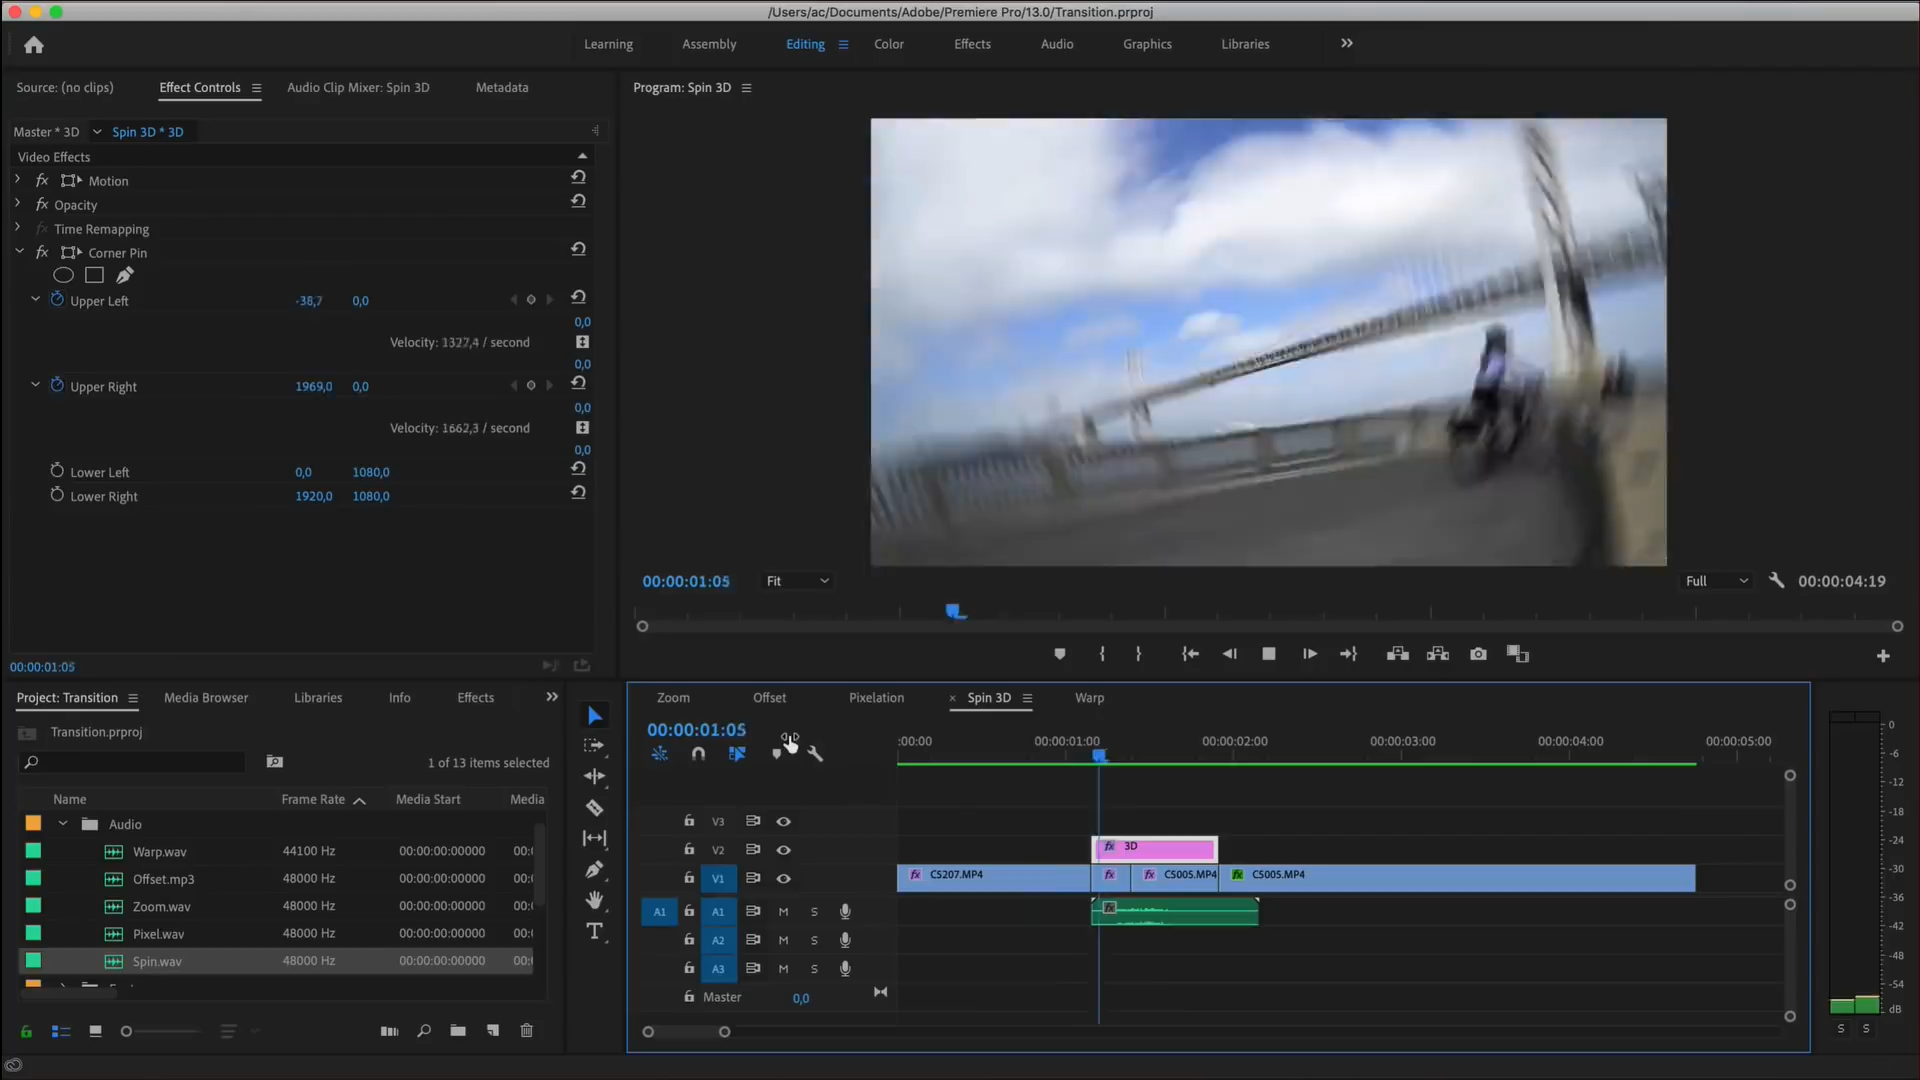 /Users/ac/Documents/Adobe/Premiere Pro/13.0/Transition.prproj
Learning Assembly Editing Color Effects Audio Graphics Libraries
Source: (no clips) Effect Controls Audio Clip Mixer: Spin 3D Metadata
Program: Spin 3D
Master * 3D Spin 3D * 3D
Video Effects
fx Motion
fx Opacity
fx Time Remapping
fx Corner Pin
Upper Left -38,7 0,0
0,0
Velocity: 1327,4 / second
0,0
Upper Right 1969,0 0,0
0,0
Velocity: 1662,3 / second
0,0
Lower Left 0,0 1080,0
Lower Right 1920,0 1080,0
00:00:01:05
00:00:01:05 Fit Full 00:00:04:19
Project: Transition Media Browser Libraries Info Effects
Transition.prproj
1 of 13 items selected
Name Frame Rate Media Start Media
Audio
Warp.wav 44100 Hz 00:00:00:00000 00:
Offset.mp3 48000 Hz 00:00:00:00000 00:
Zoom.wav 48000 Hz 00:00:00:00000 00:
Pixel.wav 48000 Hz 00:00:00:00000 00:
Spin.wav 48000 Hz 00:00:00:00000 00:
T
Zoom Offset Pixelation × Spin 3D Warp
00:00:01:05
:00:00 00:00:01:00 00:00:02:00 00:00:03:00 00:00:04:00 00:00:05:00
V3
V2 fx 3D
V1 fx CS207.MP4 fx fx CS005.MP4 fx CS005.MP4
A1 A1 M S fx
A2 M S
A3 M S
Master 0,0
0
-6
-12
-18
-24
-30
-36
-42
-48
-54
dB
S S